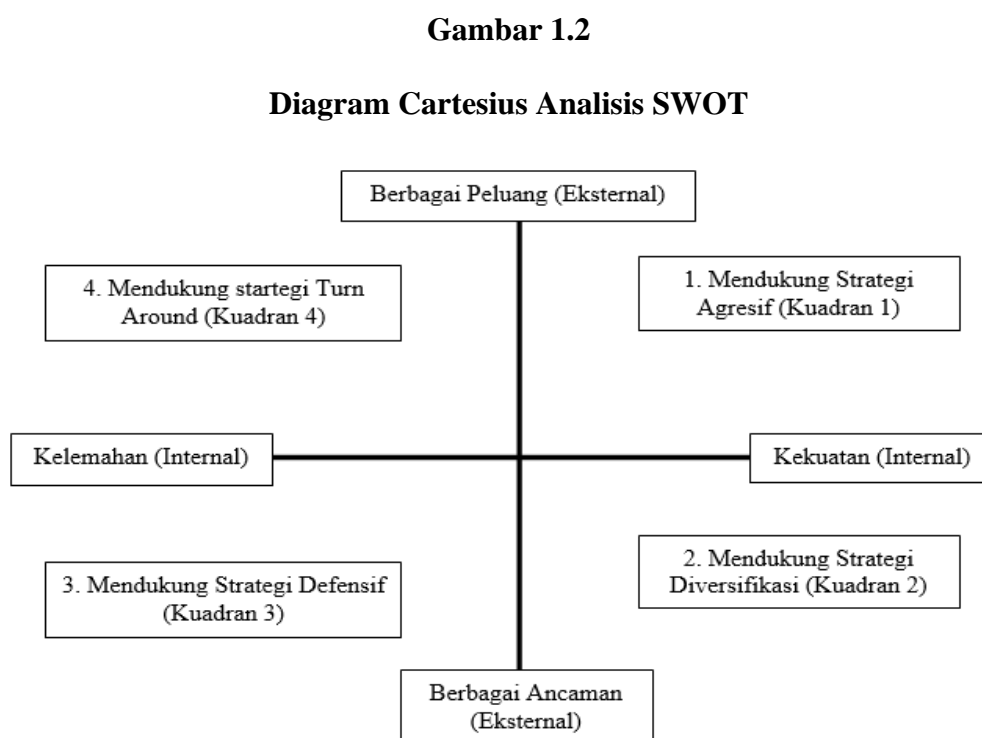 Gambar 1.2
Diagram Cartesius Analisis SWOT
Berbagai Peluang (Eksternal)
4. Mendukung startegi Turn
Around (Kuadran 4)
1. Mendukung Strategi
Agresif (Kuadran 1)
Kelemahan (Internal)
Kekuatan (Internal)
3. Mendukung Strategi Defensif
(Kuadran 3)
2. Mendukung Strategi
Diversifikasi (Kuadran 2)
Berbagai Ancaman
(Eksternal)